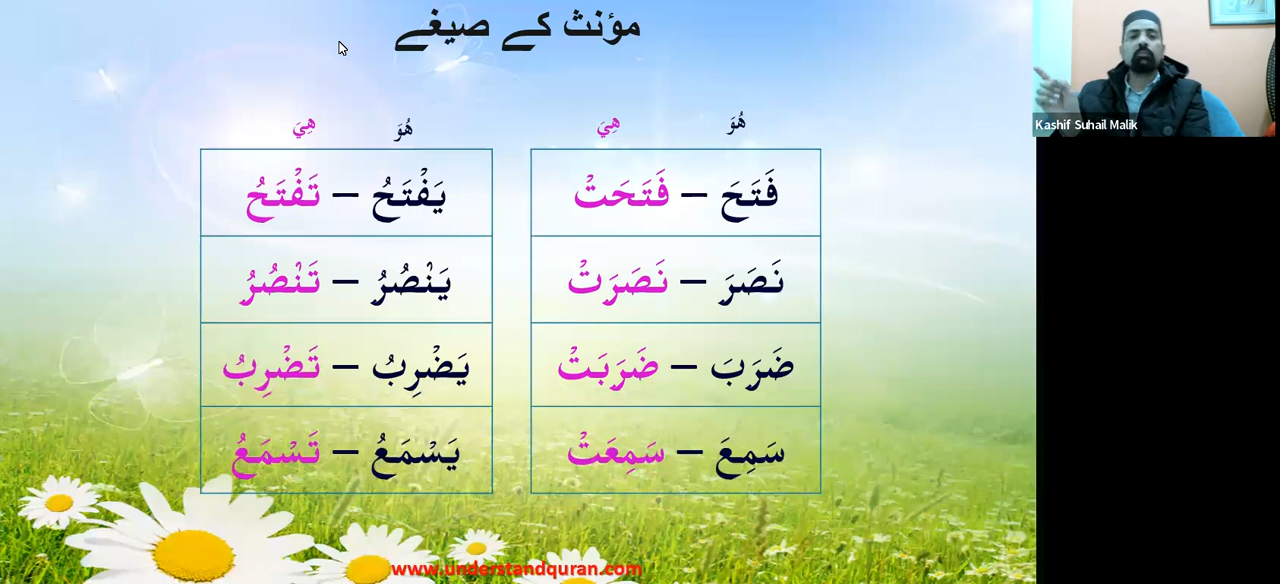 مؤنث کے صیغے
Kashif Suhail Malik
هُوَ هِيَ هُوَ هِيَ
فَتَحَ – فَتَحَتْ يَفْتَحُ – تَفْتَحُ
نَصَرَ – نَصَرَتْ يَنْصُرُ – تَنْصُرُ
ضَرَبَ – ضَرَبَتْ يَضْرِبُ – تَضْرِبُ
سَمِعَ – سَمِعَتْ يَسْمَعُ – تَسْمَعُ
www.understandquran.com